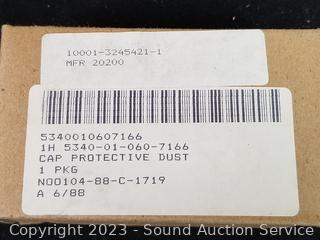 10001-3245421-1
MFR 20200
5340010607166
1H 5340-01-060-7166
CAP PROTECTIVE DUST
1 PKG
N00104-88-C-1719
A 6/88
Copyright 2023 - Sound Auction Service